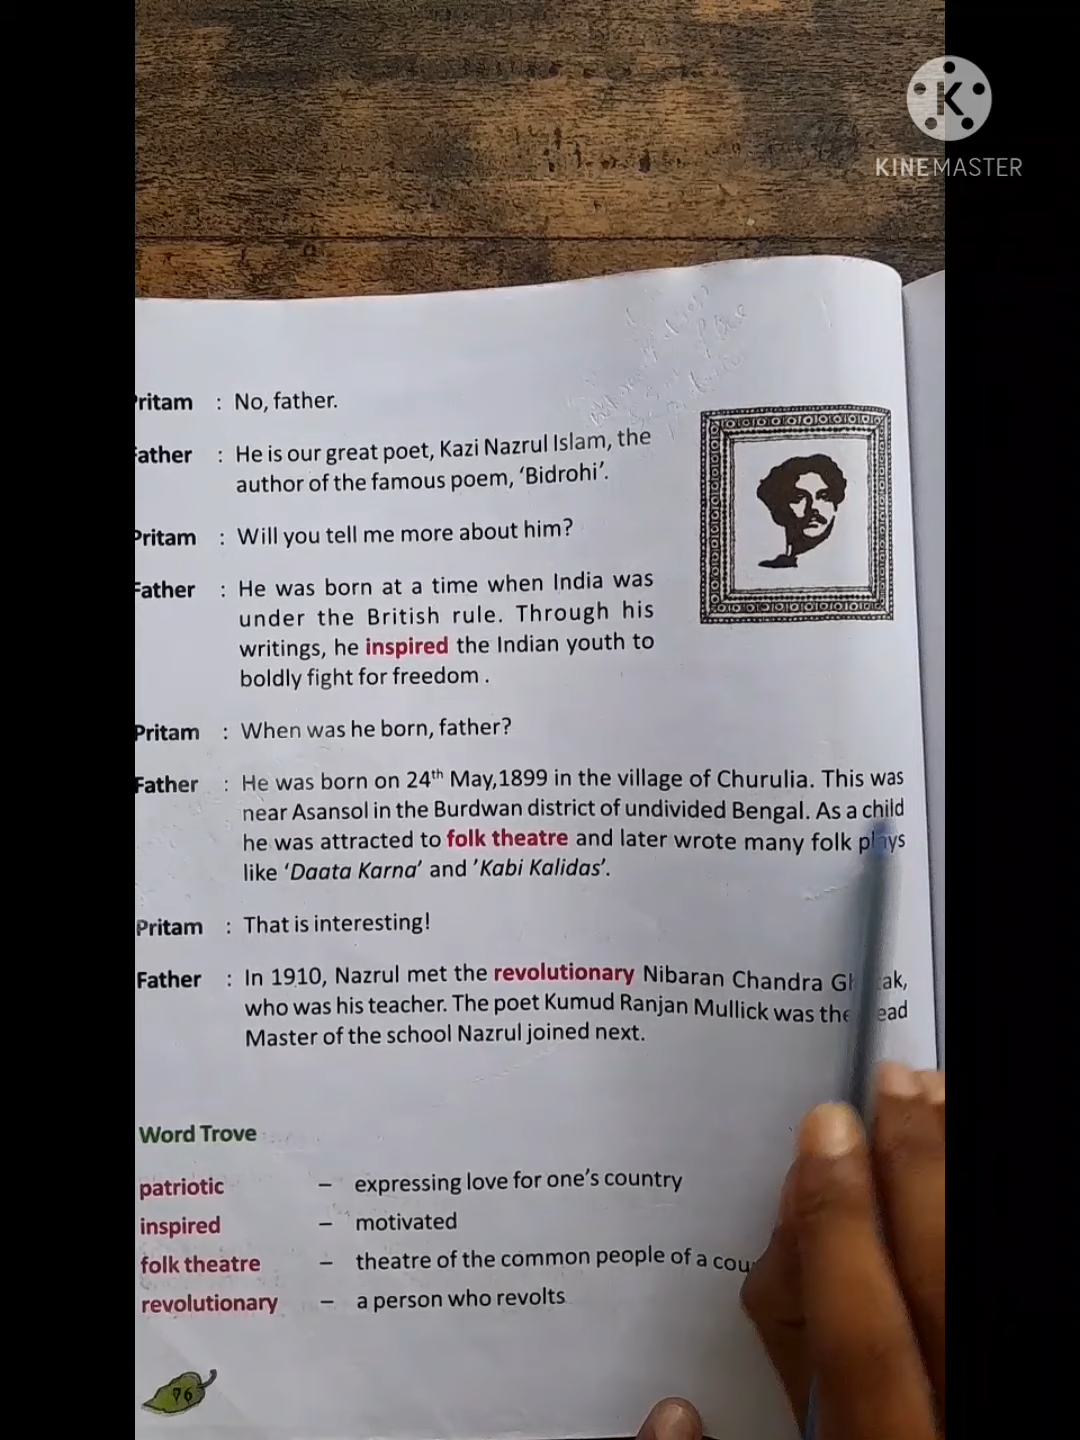 KINEMASTER
ritam : No, father.
ather : He is our great poet, Kazi Nazrul Islam, the
author of the famous poem, ‘Bidrohi’.
Pritam : Will you tell me more about him?
Father : He was born at a time when India was
under the British rule. Through his
writings, he inspired the Indian youth to
boldly fight for freedom .
Pritam : When was he born, father?
Father : He was born on 24th May,1899 in the village of Churulia. This was
near Asansol in the Burdwan district of undivided Bengal. As a child
he was attracted to folk theatre and later wrote many folk plays
like ‘Daata Karna’ and ’Kabi Kalidas’.
Pritam : That is interesting!
Father : In 1910, Nazrul met the revolutionary Nibaran Chandra
who was his teacher. The poet Kumud Ranjan Mullick was the
Master of the school Nazrul joined next.
Word Trove
patriotic – expressing love for one’s country
inspired – motivated
folk theatre – theatre of the common people of a
revolutionary – a person who revolts
76